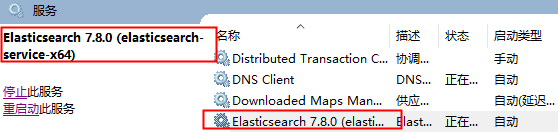 服务
Elasticsearch 7.8.0 (elasticsearch-
service-x64)
停止此服务
重启动此服务
名称 描述 状态 启动类型
Distributed Transaction C... 协调... 手动
DNS Client DNS... 正在... 自动
Downloaded Maps Man... 供应... 自动(延迟...
Elasticsearch 7.8.0 (elasti... Elast... 正在... 自动